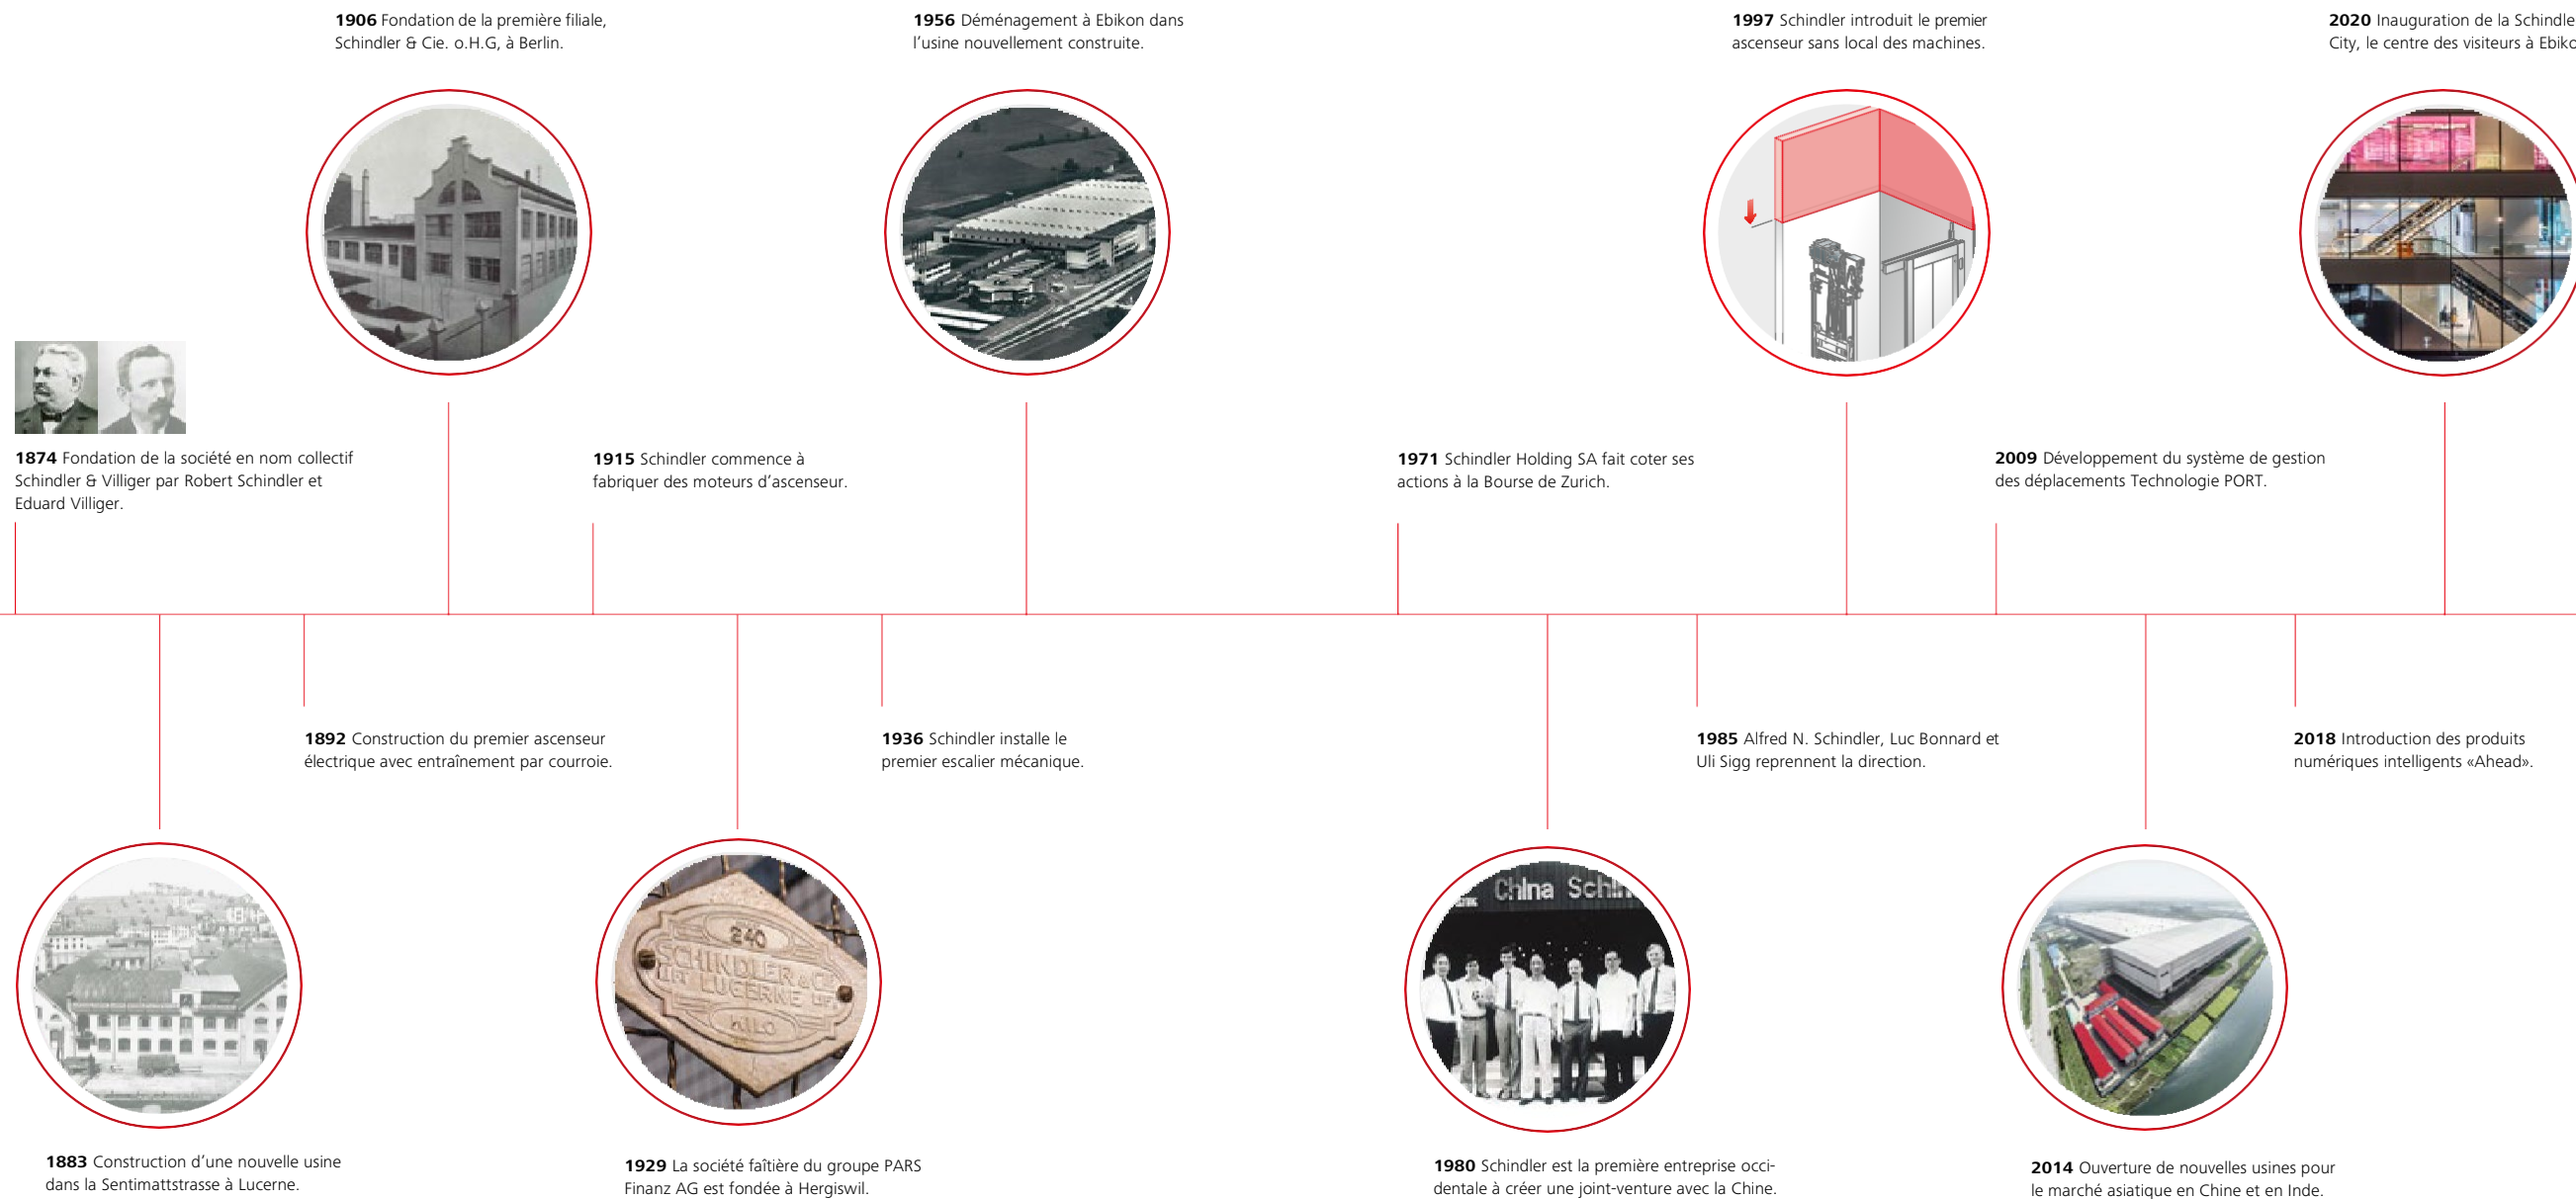 1906 Fondation de la première filiale,
Schindler & Cie. o.H.G, à Berlin.
1956 Déménagement à Ebikon dans
l’usine nouvellement construite.
1997 Schindler introduit le premier
ascenseur sans local des machines.
2020 Inauguration de la Schindle
City, le centre des visiteurs à Ebiko
1874 Fondation de la société en nom collectif
Schindler & Villiger par Robert Schindler et
Eduard Villiger.
1915 Schindler commence à
fabriquer des moteurs d’ascenseur.
1971 Schindler Holding SA fait coter ses
actions à la Bourse de Zurich.
2009 Développement du système de gestion
des déplacements Technologie PORT.
1892 Construction du premier ascenseur
électrique avec entraînement par courroie.
1936 Schindler installe le
premier escalier mécanique.
1985 Alfred N. Schindler, Luc Bonnard et
Uli Sigg reprennent la direction.
2018 Introduction des produits
numériques intelligents «Ahead».
240
SCHINDLER & Cie
LUCERNE
KILO
China Schin
1883 Construction d’une nouvelle usine
dans la Sentimattstrasse à Lucerne.
1929 La société faîtière du groupe PARS
Finanz AG est fondée à Hergiswil.
1980 Schindler est la première entreprise occi-
dentale à créer une joint-venture avec la Chine.
2014 Ouverture de nouvelles usines pour
le marché asiatique en Chine et en Inde.